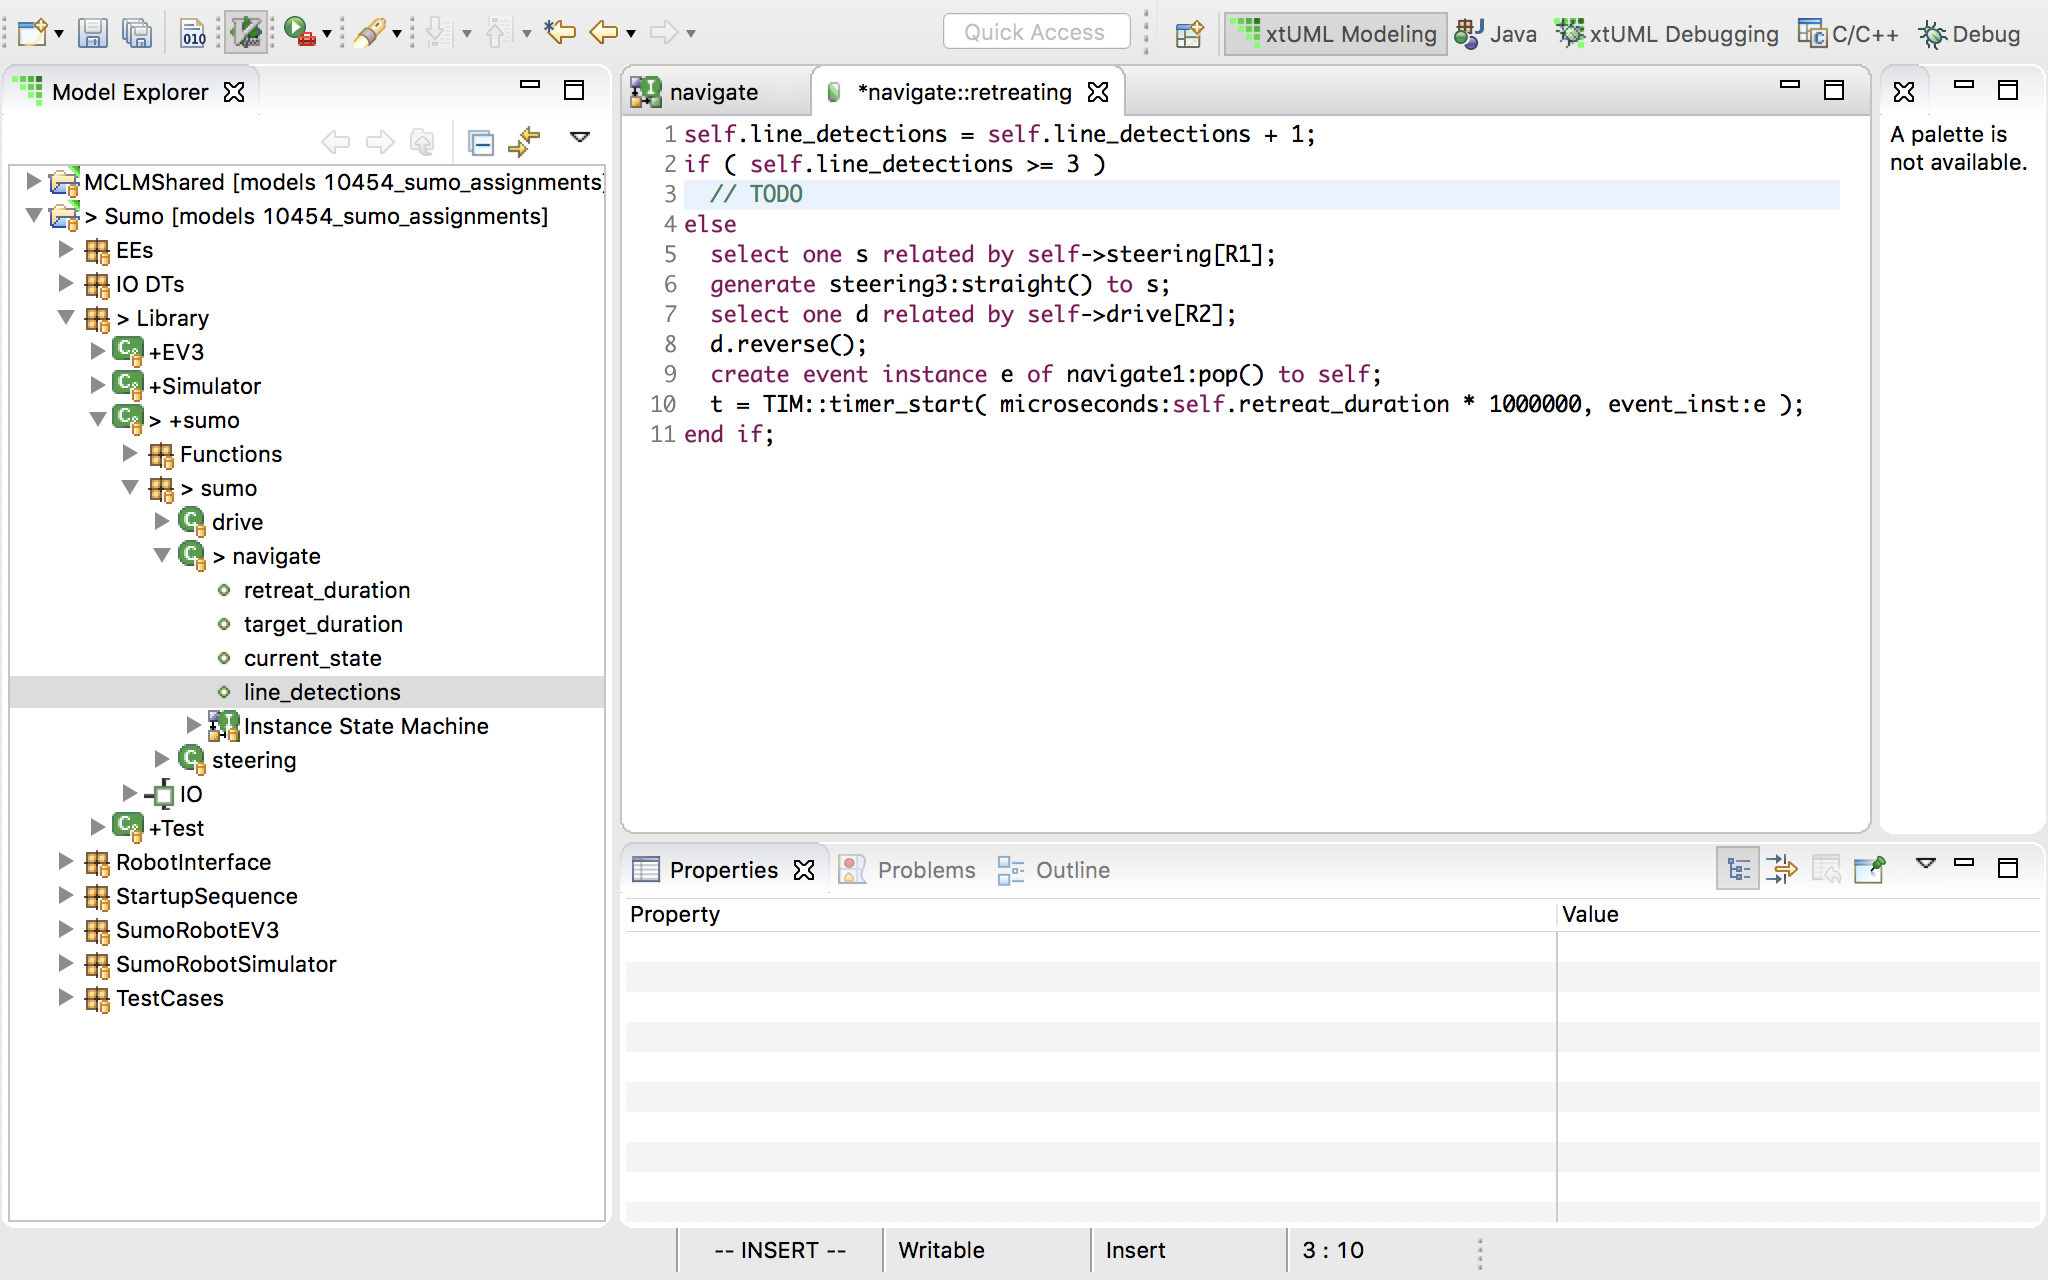 010
Quick Access
xtUML Modeling
Java
xtUML Debugging
C/C++
Debug
Model Explorer
MCLMShared [models 10454_sumo_assignments]
> Sumo [models 10454_sumo_assignments]
EEs
IO DTs
> Library
+EV3
+Simulator
> +sumo
Functions
> sumo
drive
> navigate
retreat_duration
target_duration
current_state
line_detections
Instance State Machine
steering
IO
+Test
RobotInterface
StartupSequence
SumoRobotEV3
SumoRobotSimulator
TestCases
navigate
*navigate::retreating
1 self.line_detections = self.line_detections + 1;
2 if ( self.line_detections >= 3 )
3   // TODO
4 else
5   select one s related by self->steering[R1];
6   generate steering3:straight() to s;
7   select one d related by self->drive[R2];
8   d.reverse();
9   create event instance e of navigate1:pop() to self;
10   t = TIM::timer_start( microseconds:self.retreat_duration * 1000000, event_inst:e );
11 end if;
A palette is
not available.
Properties
Problems
Outline
Property
Value
-- INSERT --
Writable
Insert
3 : 10